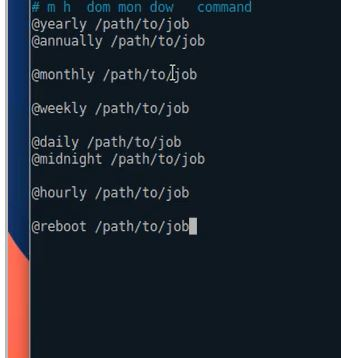 # m h  dom mon dow   command
@yearly /path/to/job
@annually /path/to/job
@monthly /path/to/job
@weekly /path/to/job
@daily /path/to/job
@midnight /path/to/job
@hourly /path/to/job
@reboot /path/to/job